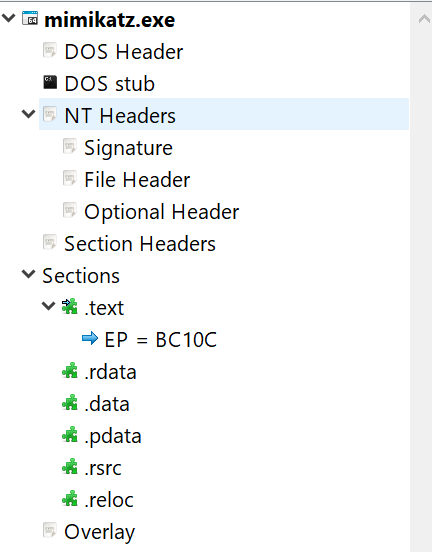 mimikatz.exe
DOS Header
DOS stub
NT Headers
Signature
File Header
Optional Header
Section Headers
Sections
.text
EP = BC10C
.rdata
.data
.pdata
.rsrc
.reloc
Overlay